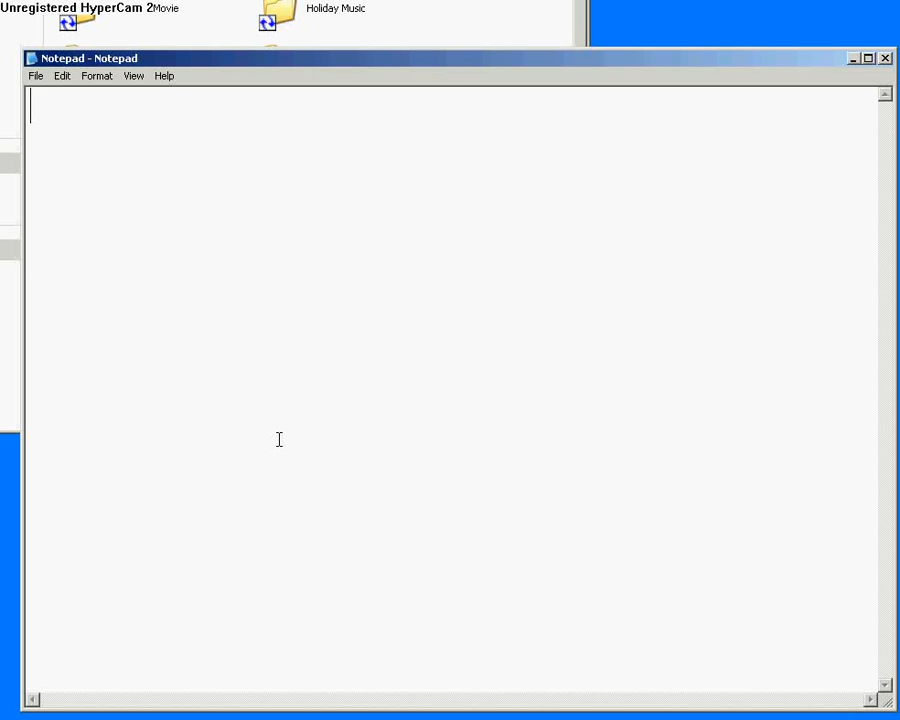 Unregistered HyperCam 2
Movie
Holiday Music
Notepad - Notepad
File Edit Format View Help